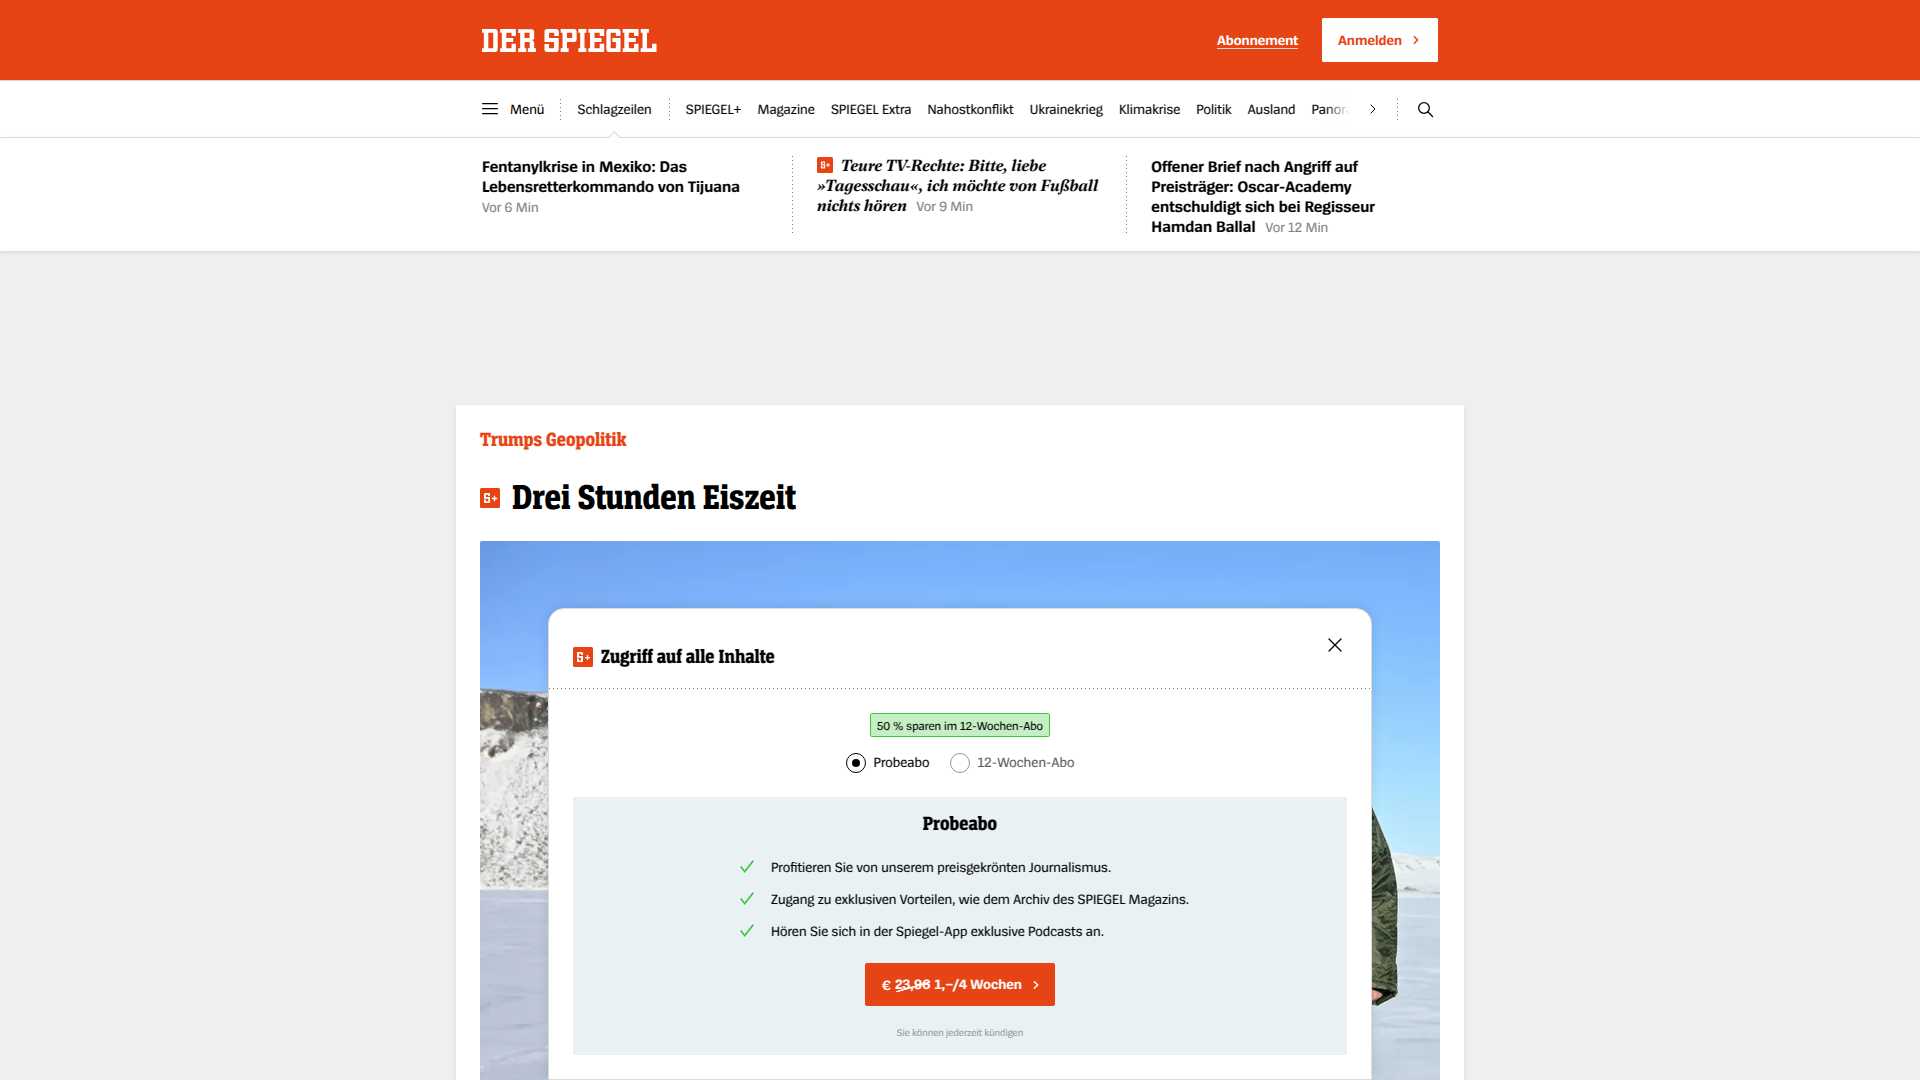 DER SPIEGEL
Abonnement
Anmelden
Menü
Schlagzeilen
SPIEGEL+
Magazine
SPIEGEL Extra
Nahostkonflikt
Ukrainekrieg
Klimakrise
Politik
Ausland
Fentanylkrise in Mexiko: Das
Lebensretterkommando von Tijuana
Vor 6 Min
Teure TV-Rechte: Bitte, liebe
»Tagesschau«, ich möchte von Fußball
nichts hören Vor 9 Min
Offener Brief nach Angriff auf
Preisträger: Oscar-Academy
entschuldigt sich bei Regisseur
Hamdan Ballal Vor 12 Min
Trumps Geopolitik
Drei Stunden Eiszeit
Zugriff auf alle Inhalte
50 % sparen im 12-Wochen-Abo
Probeabo
12-Wochen-Abo
Probeabo
Profitieren Sie von unserem preisgekrönten Journalismus.
Zugang zu exklusiven Vorteilen, wie dem Archiv des SPIEGEL Magazins.
Hören Sie sich in der Spiegel-App exklusive Podcasts an.
€ 23,96 1,–/4 Wochen
Sie können jederzeit kündigen